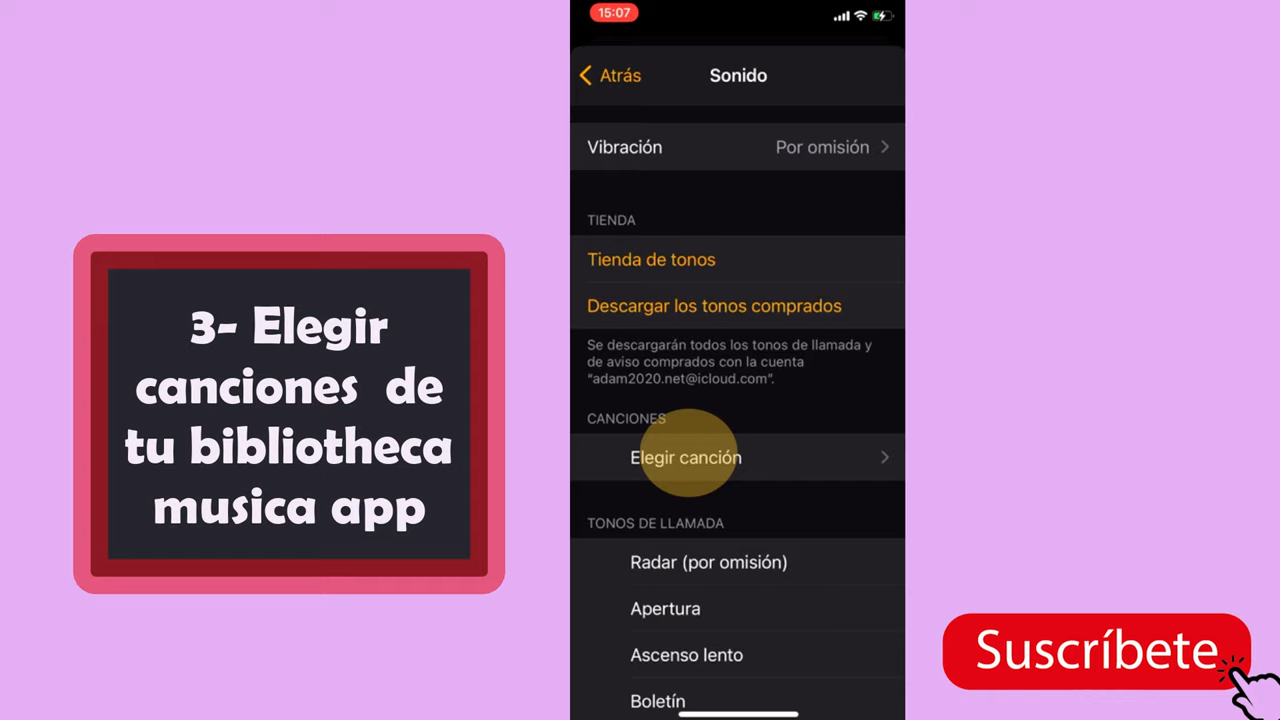 3- Elegir
canciones de
tu bibliotheca
musica app
15:07
Atrás
Sonido
Vibración
Por omisión
TIENDA
Tienda de tonos
Descargar los tonos comprados
Se descargarán todos los tonos de llamada y
de aviso comprados con la cuenta
“adam2020.net@icloud.com”.
CANCIONES
Elegir canción
TONOS DE LLAMADA
Radar (por omisión)
Apertura
Ascenso lento
Boletín
Suscríbete